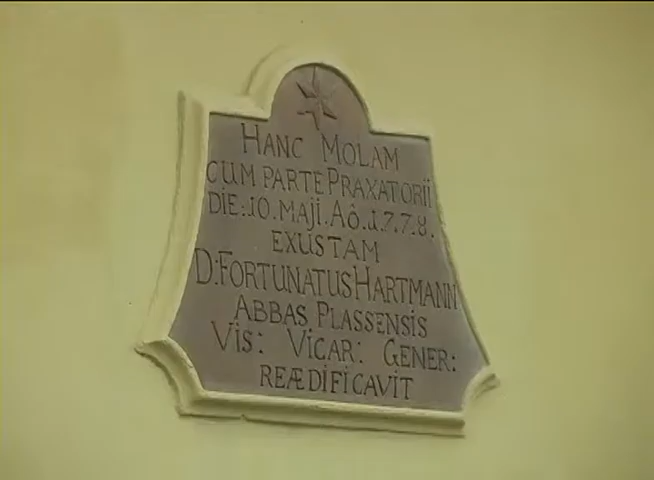 HANC MOLAM
CUM PARTE PRAXATORII
DIE: 10. MAJI. Aô. 1.7.7.8.
EXUSTAM
D: FORTUNATUS HARTMANN
ABBAS PLASSENSIS
VIS: VICAR: GENER:
REÆDIFICAVIT